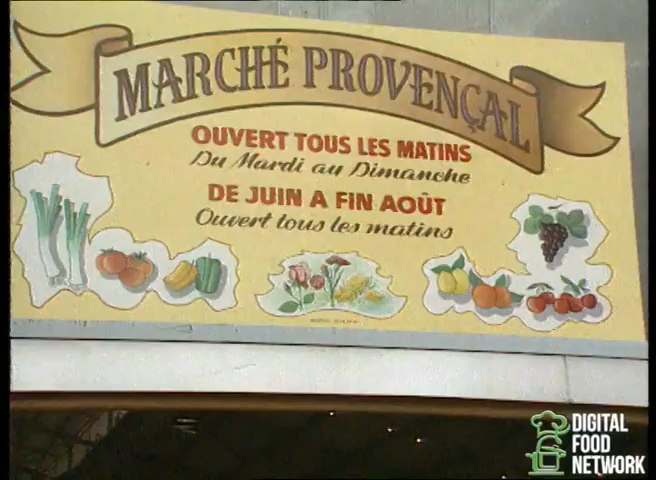 MARCHÉ PROVENÇAL
OUVERT TOUS LES MATINS
Du Mardi au Dimanche
DE JUIN A FIN AOÛT
Ouvert tous les matins
DIGITAL
FOOD
NETWORK